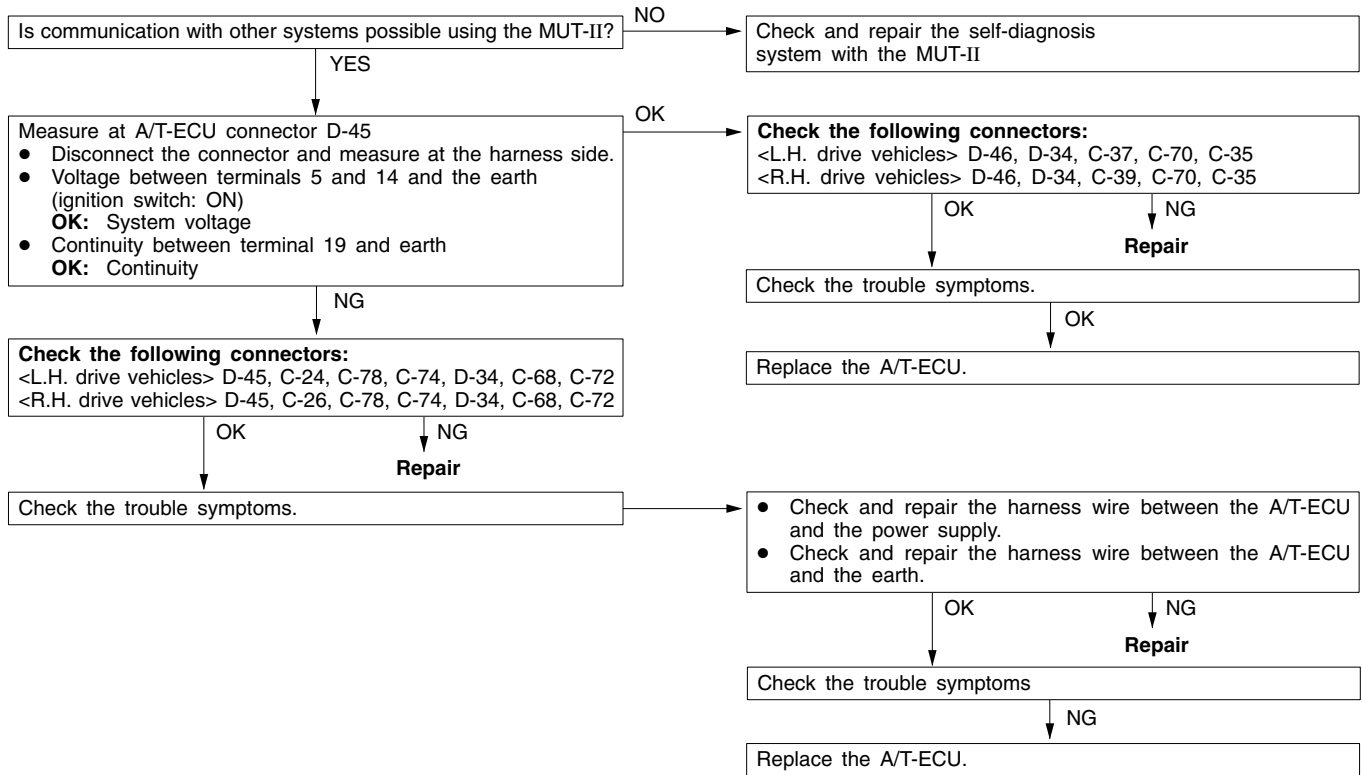 Is communication with other systems possible using the MUT-II?
NO
Check and repair the self-diagnosis
system with the MUT-II
YES
Measure at A/T-ECU connector D-45
● Disconnect the connector and measure at the harness side.
● Voltage between terminals 5 and 14 and the earth
(ignition switch: ON)
OK: System voltage
● Continuity between terminal 19 and earth
OK: Continuity
OK
Check the following connectors:
<L.H. drive vehicles> D-46, D-34, C-37, C-70, C-35
<R.H. drive vehicles> D-46, D-34, C-39, C-70, C-35
OK
NG
Repair
Check the trouble symptoms.
OK
Replace the A/T-ECU.
NG
Check the following connectors:
<L.H. drive vehicles> D-45, C-24, C-78, C-74, D-34, C-68, C-72
<R.H. drive vehicles> D-45, C-26, C-78, C-74, D-34, C-68, C-72
OK
NG
Repair
Check the trouble symptoms.
● Check and repair the harness wire between the A/T-ECU
and the power supply.
● Check and repair the harness wire between the A/T-ECU
and the earth.
OK
NG
Repair
Check the trouble symptoms
NG
Replace the A/T-ECU.